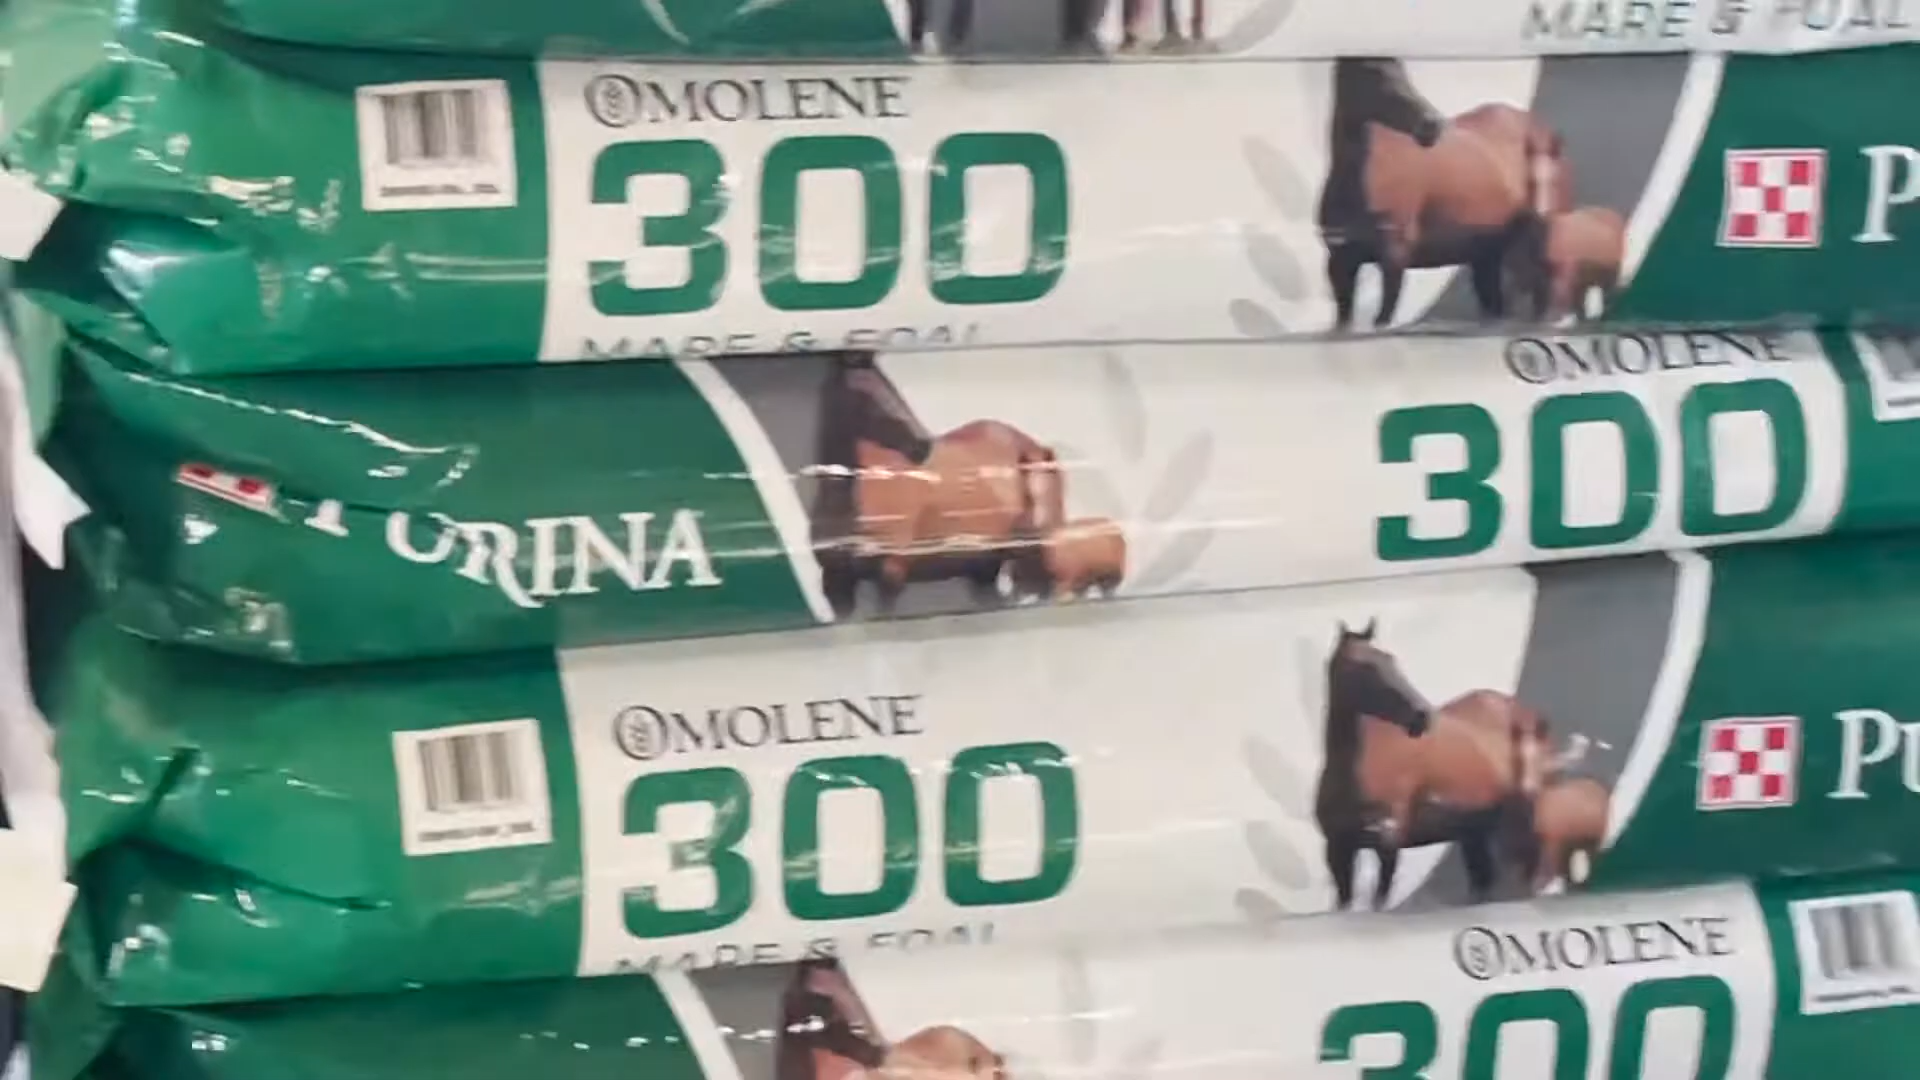 MARE & FOAL
OMOLENE
300
P
MARE & FOAL
OMOLENE
PURINA
300
OMOLENE
300
PU
MARE & FOAL
OMOLENE
300